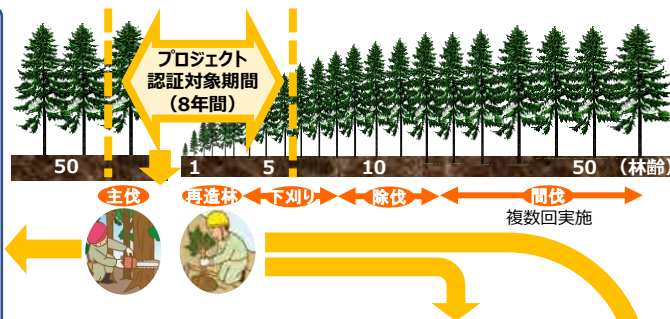 プロジェクト
認証対象期間
（8年間）
50 1 5 10 50 （林齢）
主伐 再造林 下刈り 除伐 間伐
複数回実施